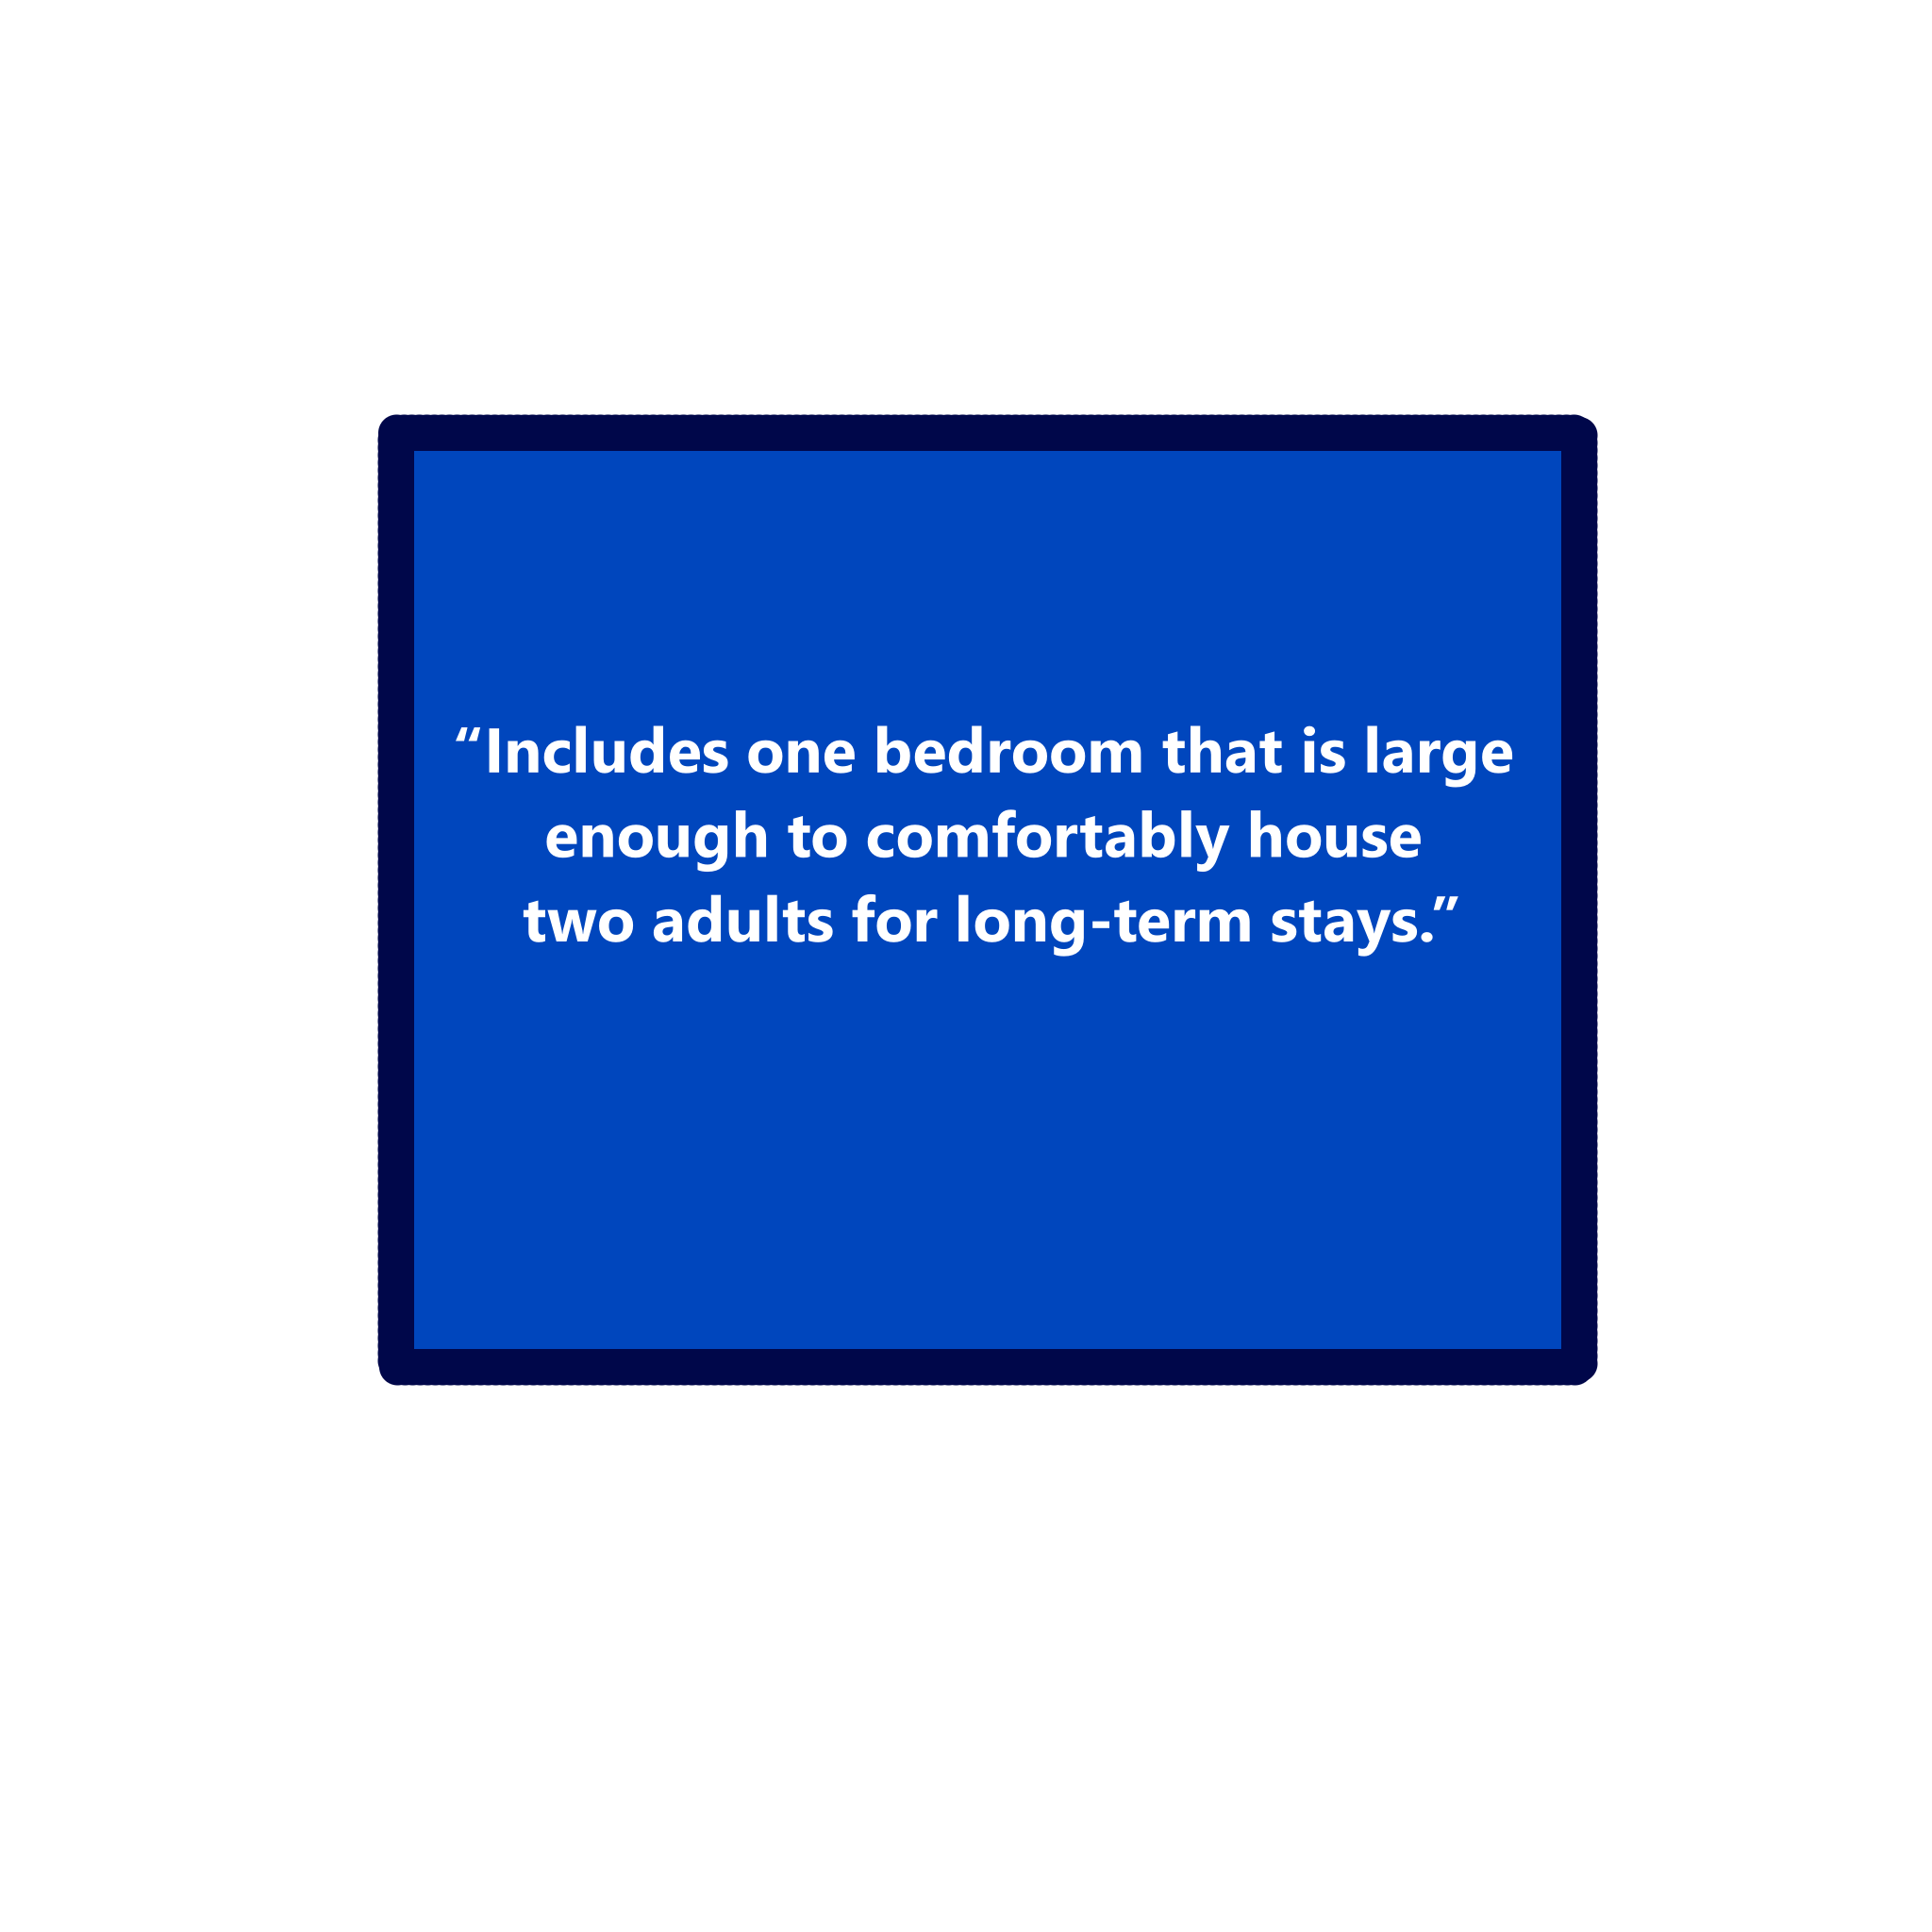 “Includes one bedroom that is large
enough to comfortably house
two adults for long-term stays.”